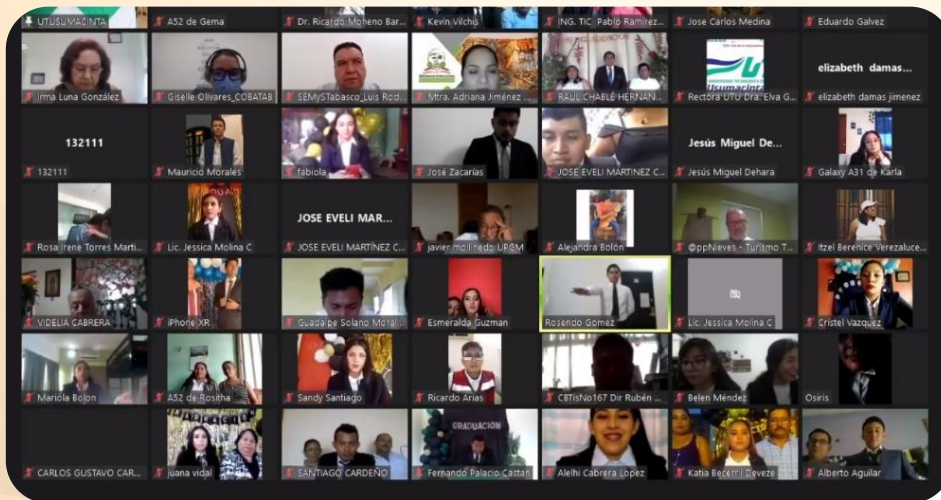 UTUSUMACINTA
A52 de Gema
Dr. Ricardo Moheno Bar...
Kevin Vilchis
ING. TIC Pablo Ramirez...
Jose Carlos Medina
Eduardo Galvez
Irma Luna González
Giselle Olivares_COBATAB
SEMySTabasco_Luis Rod...
Mtra. Adriana Jiménez
RAUL CHABLÉ HERNAN...
Usumacinta
Rectora UTU Dra. Elva G...
elizabeth damas...
elizabeth damas jimenez
132111
132111
Mauricio Morales
fabiola
José Zacarías
JOSE EVELI MARTINEZ C...
Jesús Miguel De...
Jesús Miguel Dehara
Galaxy A31 de Karla
Rosa Irene Torres Marti...
Lic. Jessica Molina C
JOSE EVELI MAR...
JOSE EVELI MARTÍNEZ C...
javier mollinedo UPGM
Alejandra Bolón
@ppNieves - Turismo T...
Itzel Berenice Verezaluce...
VIDELIA CABRERA
iPhone XR
Guadalpe Solano Moral...
Esmeralda Guzman
Rosendo Gomez
Lic. Jessica Molina C
Cristel Vazquez
Mariola Bolon
A52 de Rositha
Sandy Santiago
Ricardo Arias
CBTisNo167 Dir Rubén
Belen Méndez
Osiris
CARLOS GUSTAVO CAR...
juana vidal
SANTIAGO CARDEÑO
GRADUACIÓN
Fernando Palacio Castan
Alelhi Cabrera Lopez
Katia Becerril Deveze
Alberto Aguilar